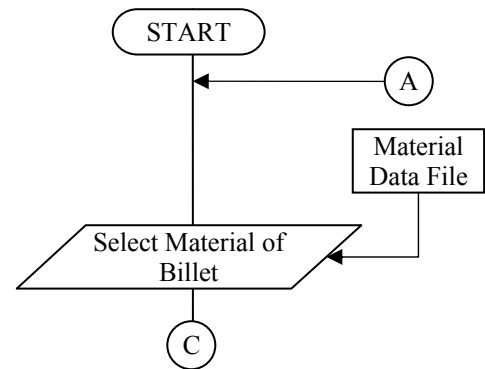 START
A
Material
Data File
Select Material of
Billet
C